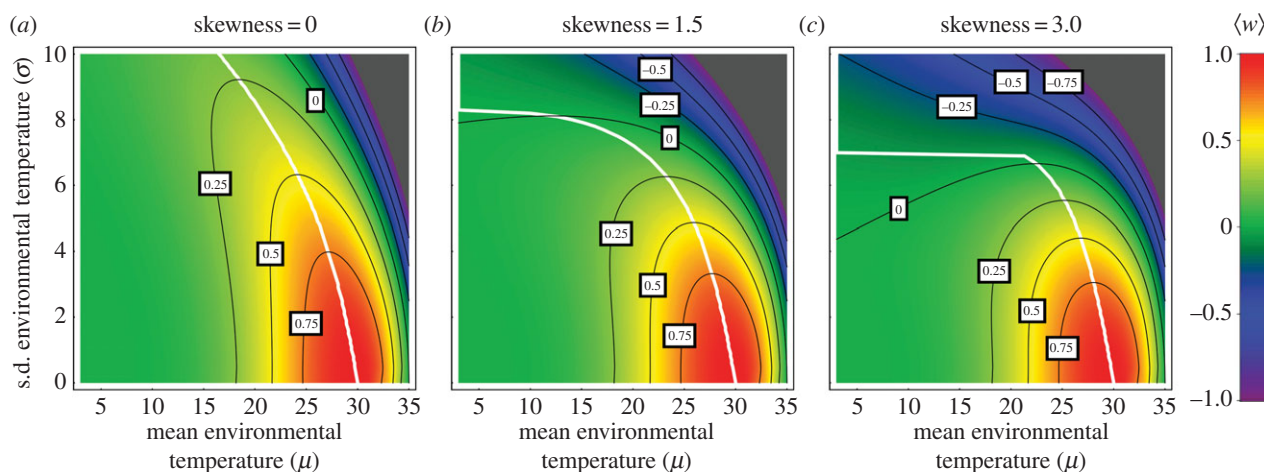 (a) skewness = 0
(b) skewness = 1.5
(c) skewness = 3.0
⟨w⟩
s.d. environmental temperature (σ)
10
8
6
4
2
0
0
0.25
0.5
0.75
5 10 15 20 25 30 35
mean environmental
temperature (μ)
−0.5
−0.25
0
0.25
0.5
0.75
5 10 15 20 25 30 35
mean environmental
temperature (μ)
−0.5
−0.75
−0.25
0
0.25
0.5
0.75
5 10 15 20 25 30 35
mean environmental
temperature (μ)
1.0
0.5
0
−0.5
−1.0